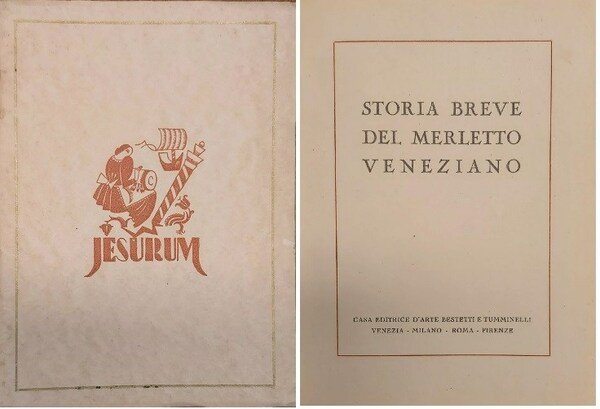 JESURUM
STORIA BREVE
DEL MERLETTO
VENEZIANO
CASA EDITRICE D'ARTE BESTETTI E TUMMINELLI
VENEZIA - MILANO - ROMA - FIRENZE